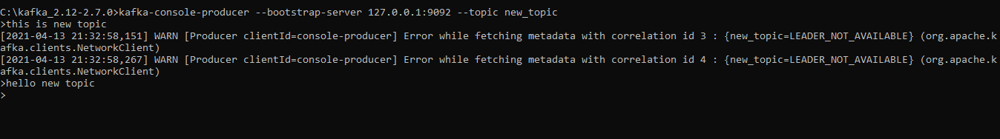 C:\kafka_2.12-2.7.0>kafka-console-producer --bootstrap-server 127.0.0.1:9092 --topic new_topic
>this is new topic
[2021-04-13 21:32:58,151] WARN [Producer clientId=console-producer] Error while fetching metadata with correlation id 3 : {new_topic=LEADER_NOT_AVAILABLE} (org.apache.k
afka.clients.NetworkClient)
[2021-04-13 21:32:58,267] WARN [Producer clientId=console-producer] Error while fetching metadata with correlation id 4 : {new_topic=LEADER_NOT_AVAILABLE} (org.apache.k
afka.clients.NetworkClient)
>hello new topic
>